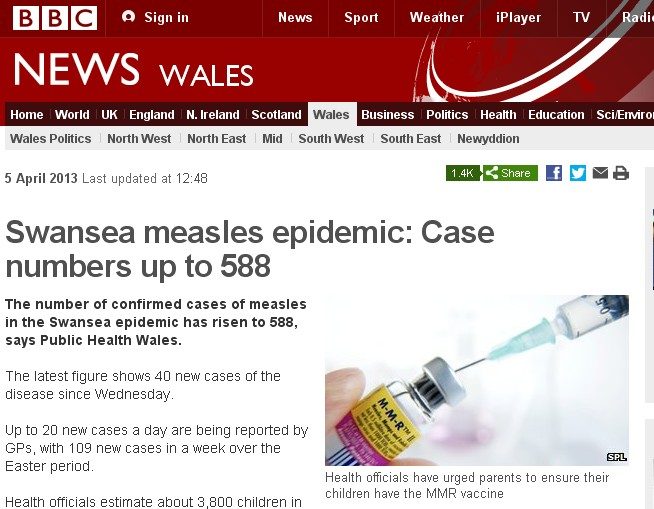 BBC Sign in News Sport Weather iPlayer TV Radi
NEWS WALES
Home World UK England N. Ireland Scotland Wales Business Politics Health Education Sci/Enviro
Wales Politics North West North East Mid South West South East Newyddion
5 April 2013 Last updated at 12:48
1.4K Share
Swansea measles epidemic: Case
numbers up to 588
The number of confirmed cases of measles
in the Swansea epidemic has risen to 588,
says Public Health Wales.
The latest figure shows 40 new cases of the
disease since Wednesday.
Up to 20 new cases a day are being reported by
GPs, with 109 new cases in a week over the
Easter period.
Health officials estimate about 3,800 children in
M-M-R
SPL
Health officials have urged parents to ensure their
children have the MMR vaccine